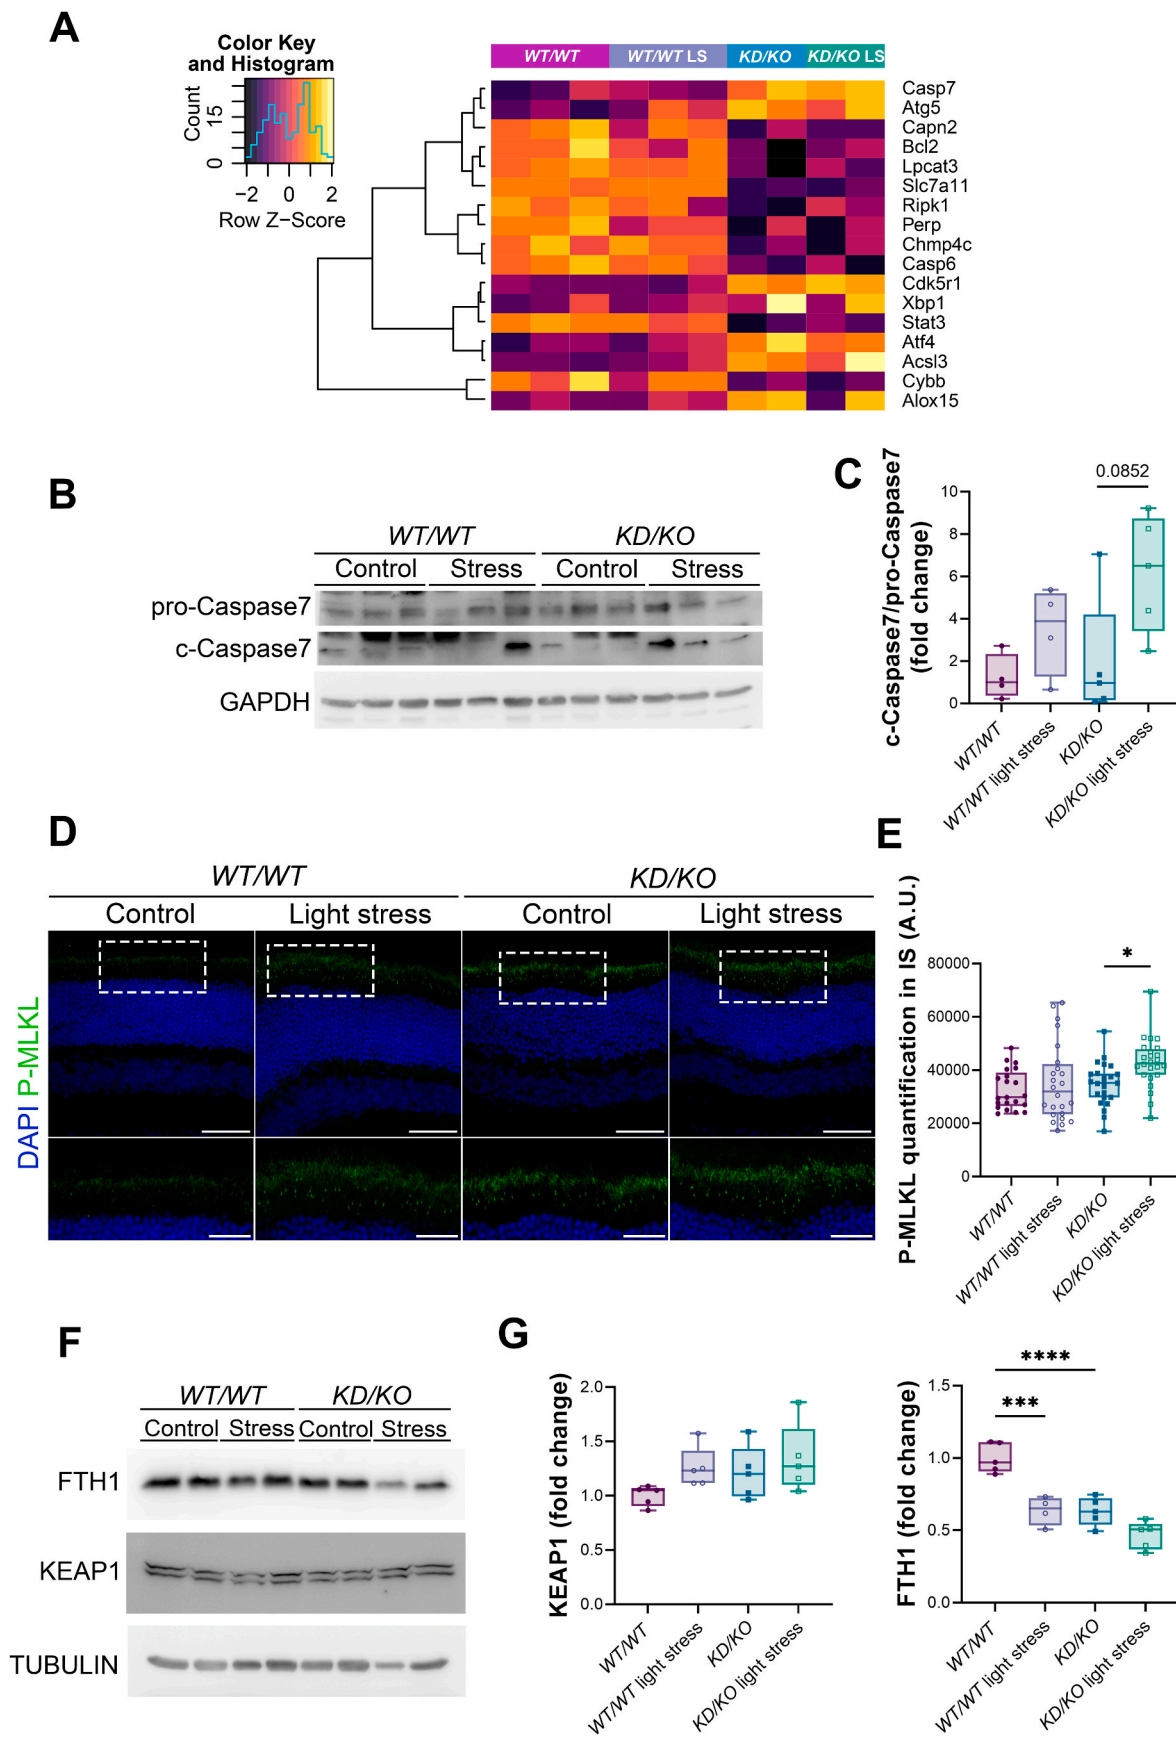 A
Color Key
and Histogram
Count
0 15
−2 0 2
Row Z−Score
WT/WT WT/WT LS KD/KO KD/KO LS
Casp7
Atg5
Capn2
Bcl2
Lpcat3
Slc7a11
Ripk1
Perp
Chmp4c
Casp6
Cdk5r1
Xbp1
Stat3
Atf4
Acsl3
Cybb
Alox15
B
WT/WT KD/KO
Control Stress Control Stress
pro-Caspase7
c-Caspase7
GAPDH
C
c-Caspase7/pro-Caspase7
(fold change)
0.0852
10
8
6
4
2
0
WT/WT
WT/WT light stress
KD/KO
KD/KO light stress
D
WT/WT KD/KO
Control Light stress Control Light stress
DAPI P-MLKL
E
P-MLKL quantification in IS (A.U.)
*
80000
60000
40000
20000
0
WT/WT
WT/WT light stress
KD/KO
KD/KO light stress
F
WT/WT KD/KO
Control Stress Control Stress
FTH1
KEAP1
TUBULIN
G
KEAP1 (fold change)
2.0
1.5
1.0
0.5
0.0
WT/WT
WT/WT light stress
KD/KO
KD/KO light stress
FTH1 (fold change)
****
***
1.5
1.0
0.5
0.0
WT/WT
WT/WT light stress
KD/KO
KD/KO light stress